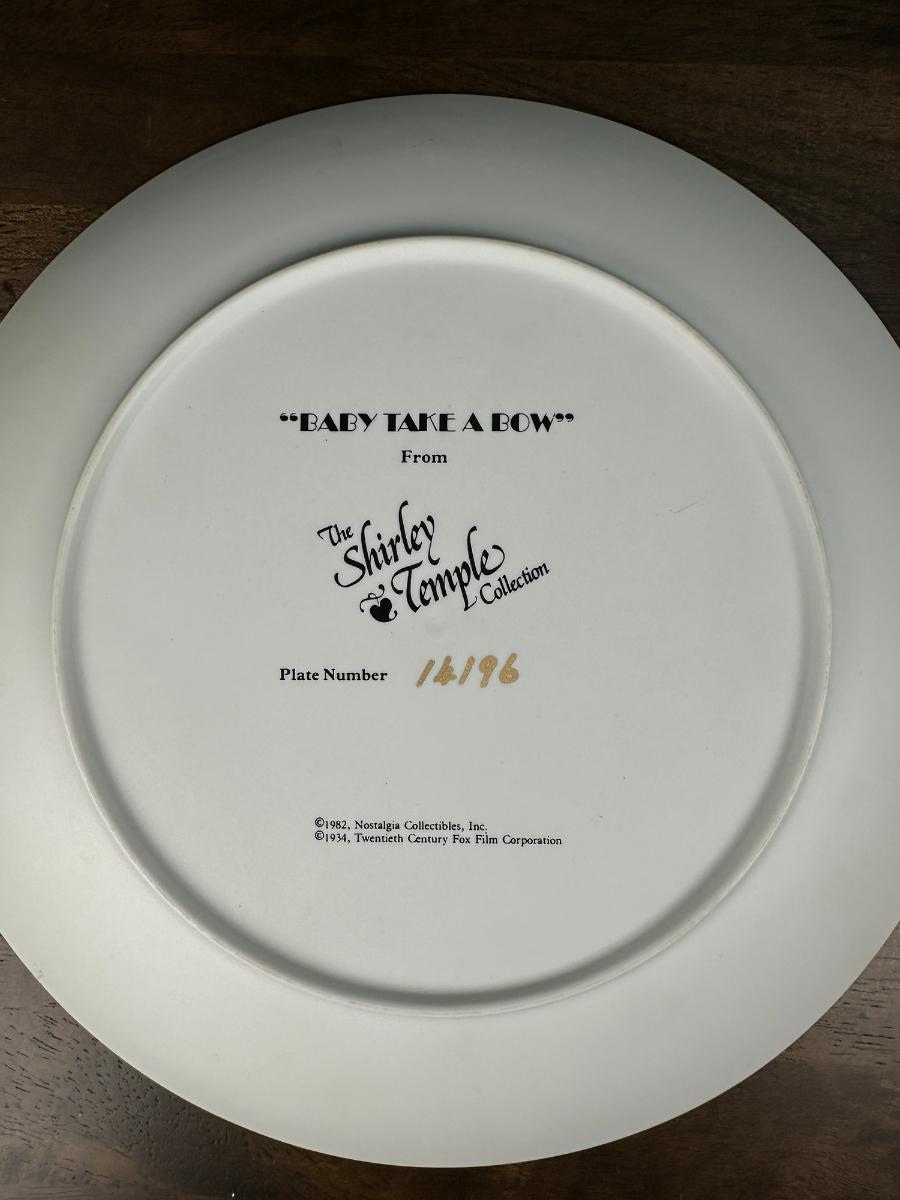 “BABY TAKE A BOW”
From
The
Shirley
Temple
Collection
Plate Number 14196
©1982, Nostalgia Collectibles, Inc.
©1934, Twentieth Century Fox Film Corporation